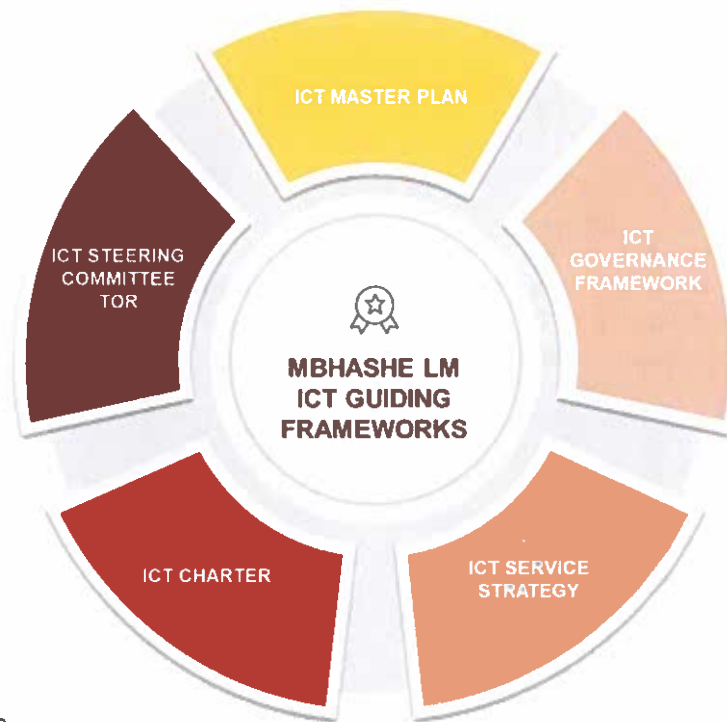 ICT MASTER PLAN
ICT
GOVERNANCE
FRAMEWORK
ICT SERVICE
STRATEGY
ICT CHARTER
ICT STEERING
COMMITTEE
TOR
MBHASHE LM
ICT GUIDING
FRAMEWORKS